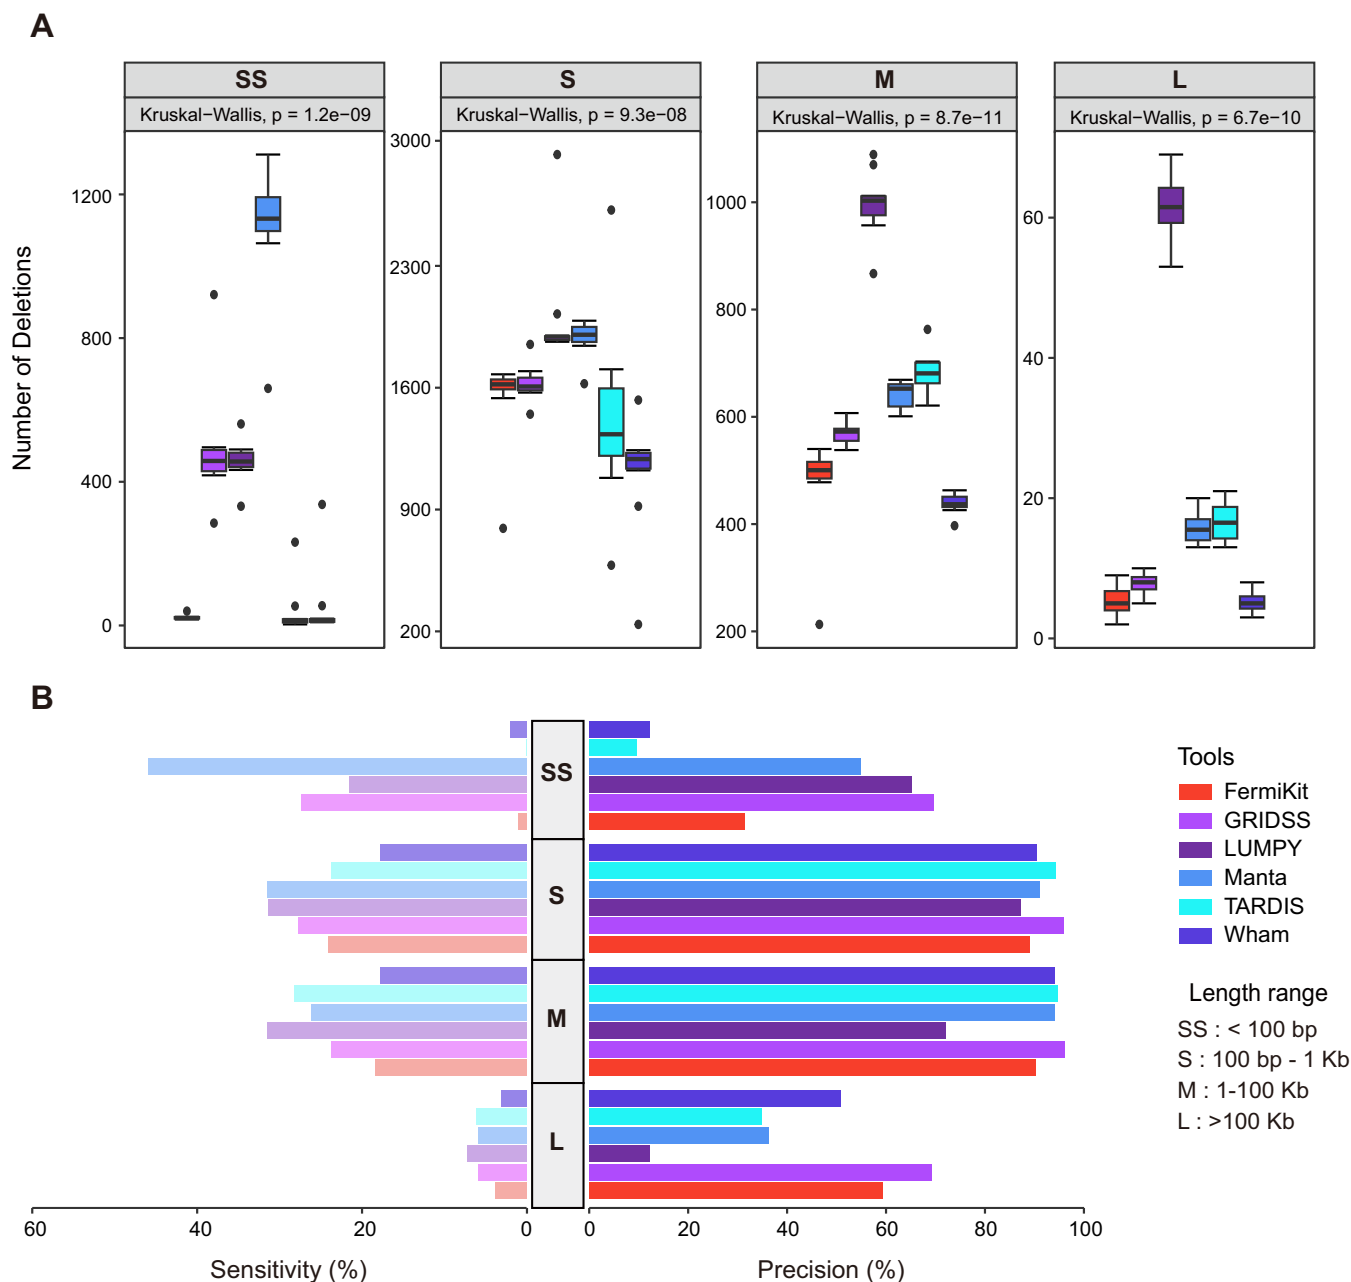 A
SS
S
M
L
Kruskal−Wallis, p = 1.2e−09
Kruskal−Wallis, p = 9.3e−08
Kruskal−Wallis, p = 8.7e−11
Kruskal−Wallis, p = 6.7e−10
Number of Deletions
1200
800
400
0
3000
2300
1600
900
200
1000
800
600
400
200
60
40
20
0
B
SS
S
M
L
60
40
20
0
0
20
40
60
80
100
Sensitivity (%)
Precision (%)
Tools
FermiKit
GRIDSS
LUMPY
Manta
TARDIS
Wham
Length range
SS : < 100 bp
S : 100 bp - 1 Kb
M : 1-100 Kb
L : >100 Kb